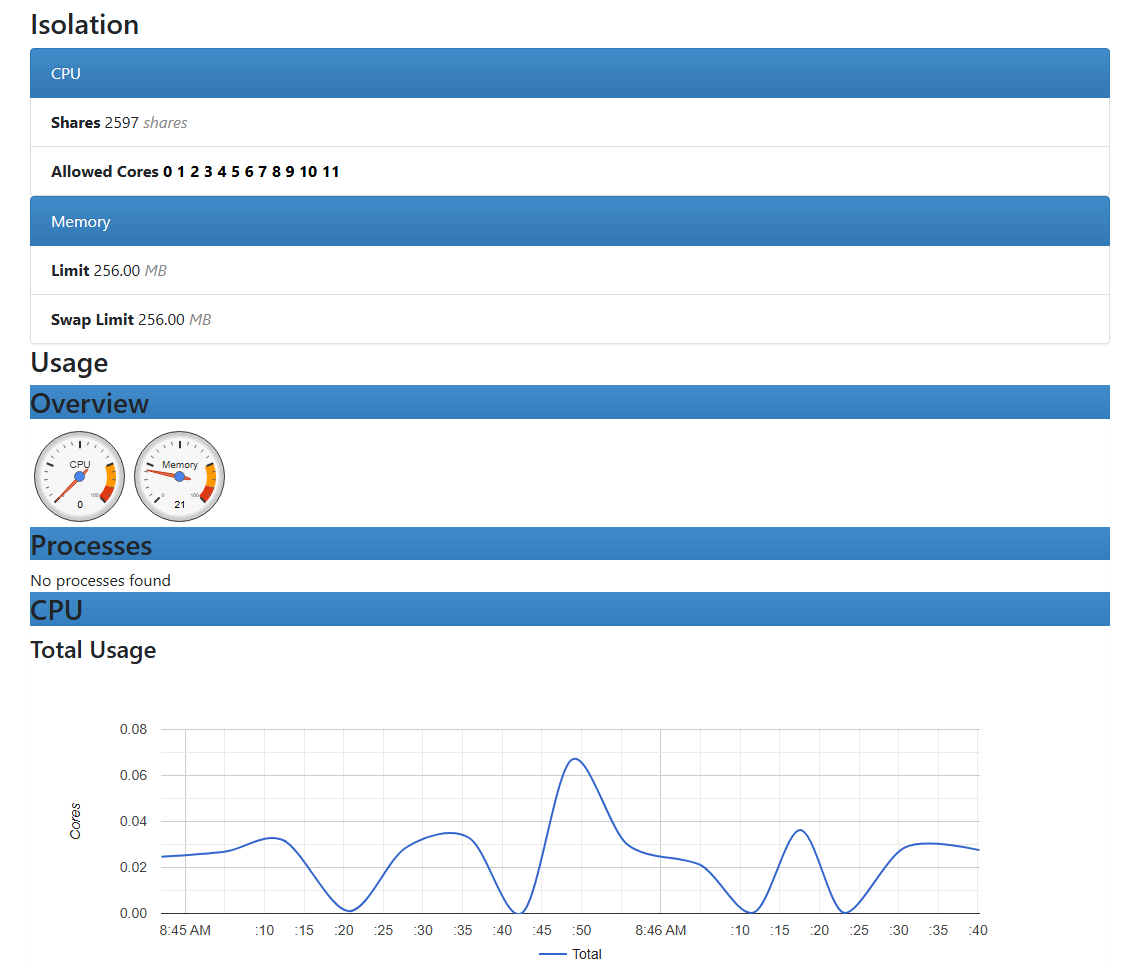 Isolation
CPU
Shares 2597 shares
Allowed Cores 0 1 2 3 4 5 6 7 8 9 10 11
Memory
Limit 256.00 MB
Swap Limit 256.00 MB
Usage
Overview
CPU Memory
0 100 0 100
0 21
Processes
No processes found
CPU
Total Usage
0.08
0.06
Cores
0.04
0.02
0.00
8:45 AM :10 :15 :20 :25 :30 :35 :40 :45 :50 8:46 AM :10 :15 :20 :25 :30 :35 :40
Total